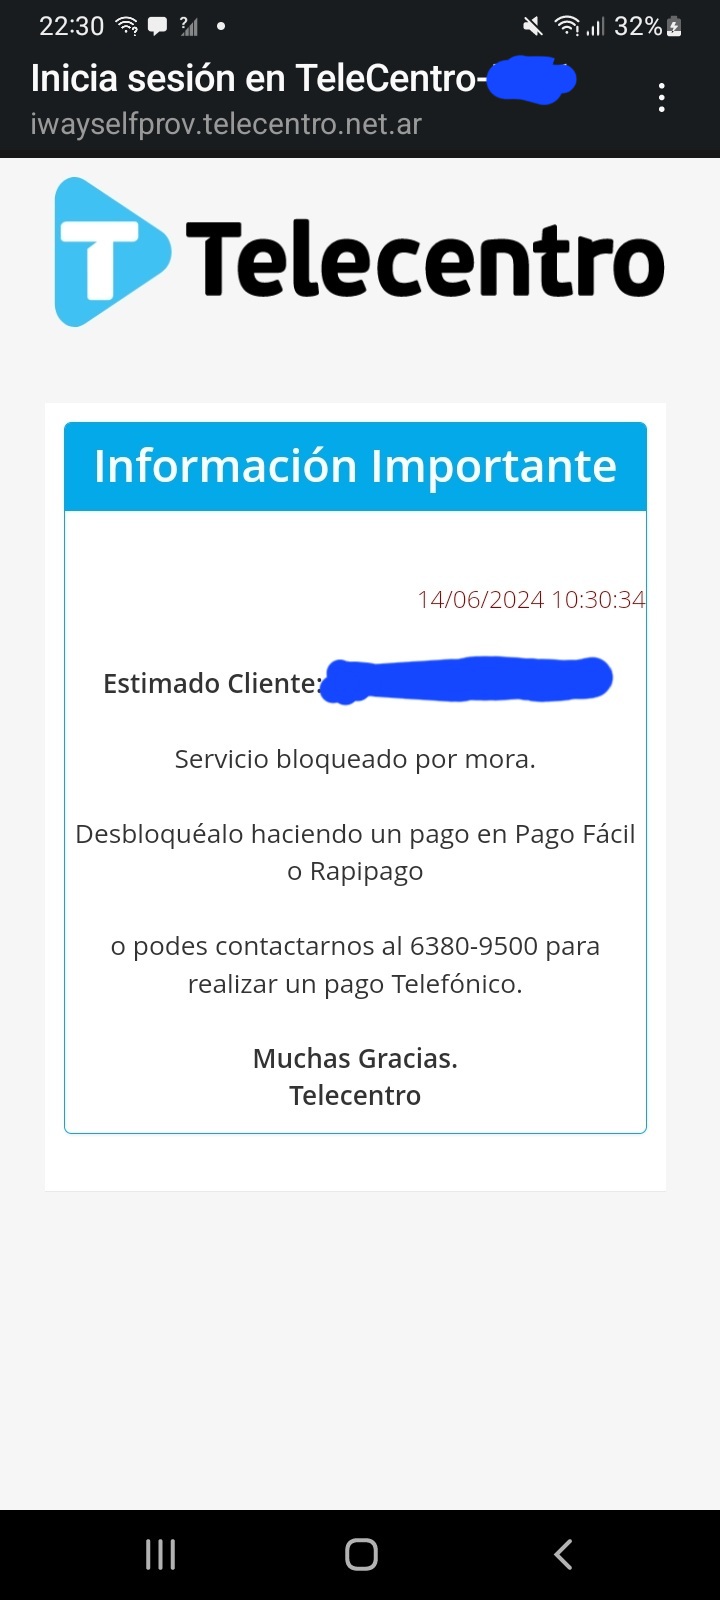 22:30
32%
Inicia sesión en TeleCentro-
iwayselfprov.telecentro.net.ar
T Telecentro
Información Importante
14/06/2024 10:30:34
Estimado Cliente:
Servicio bloqueado por mora.
Desbloquéalo haciendo un pago en Pago Fácil
o Rapipago
o podes contactarnos al 6380-9500 para
realizar un pago Telefónico.
Muchas Gracias.
Telecentro